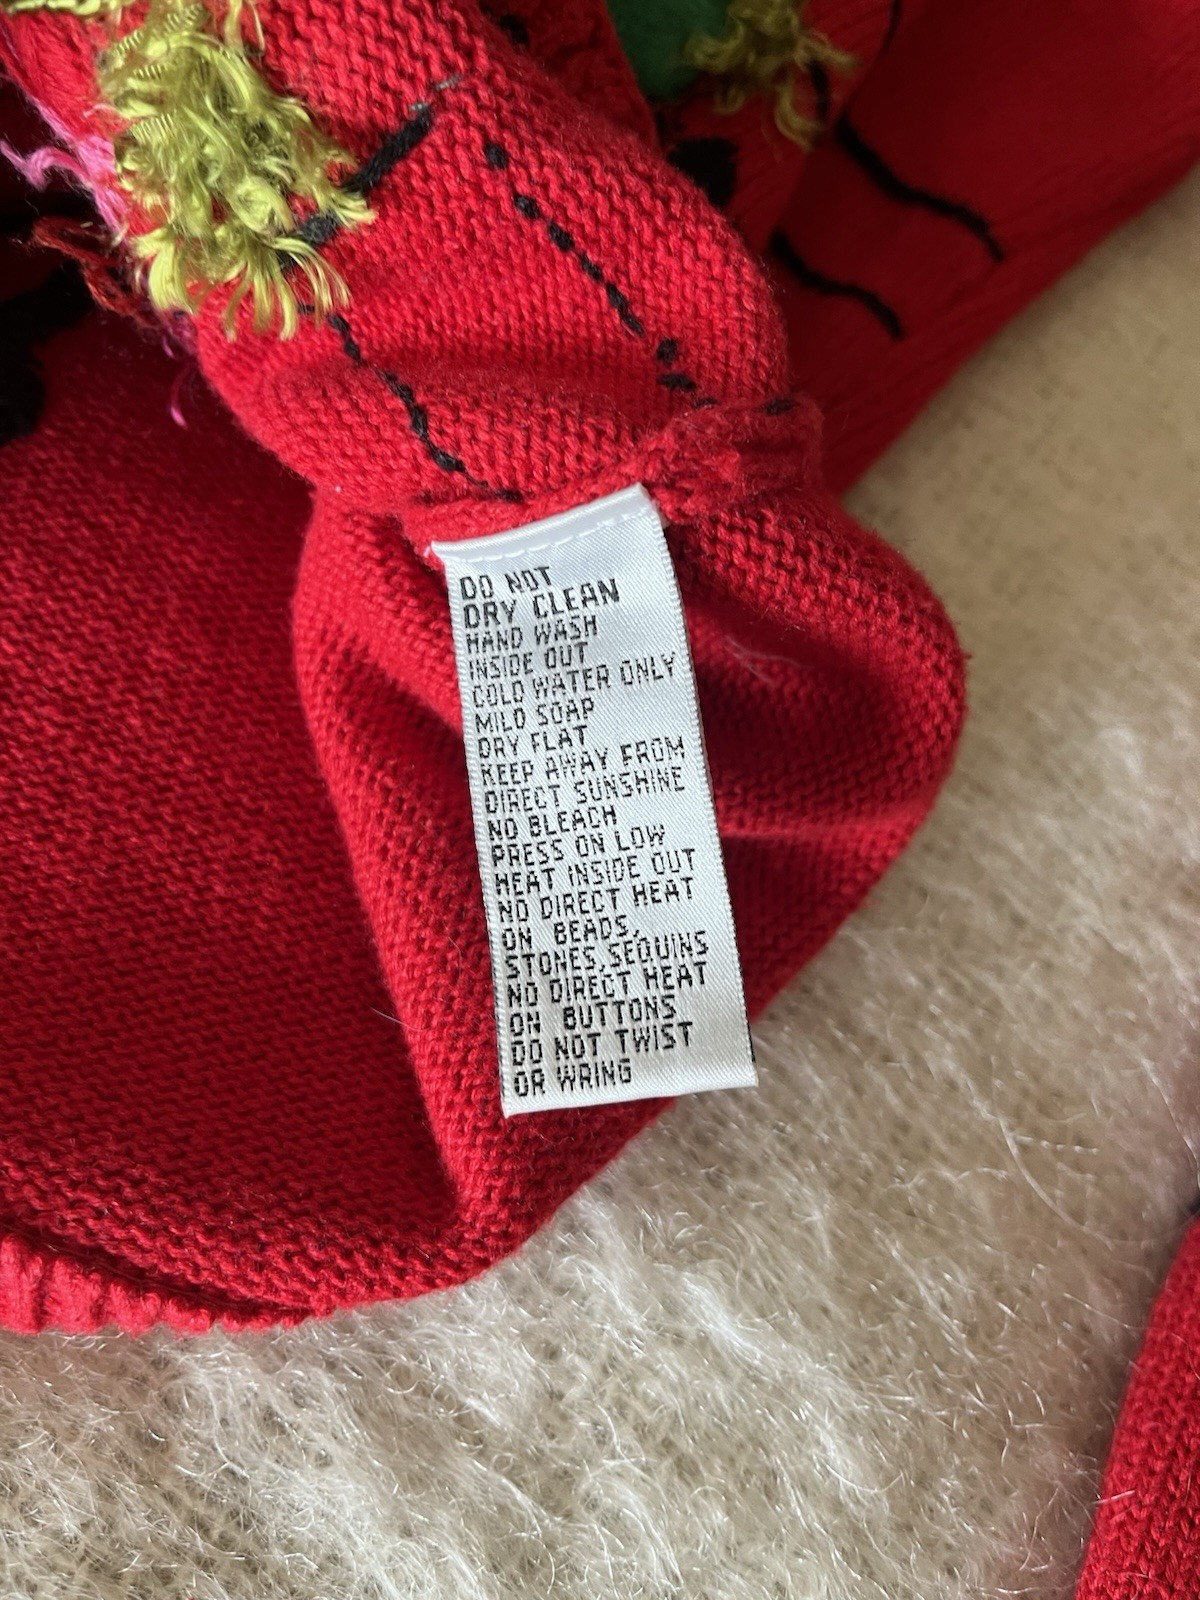 DO NOT
DRY CLEAN
HAND WASH
INSIDE OUT
COLD WATER ONLY
MILD SOAP
DRY FLAT
KEEP AWAY FROM
DIRECT SUNSHINE
NO BLEACH
PRESS ON LOW
HEAT INSIDE OUT
NO DIRECT HEAT
ON BEADS,
STONES,SEQUINS
NO DIRECT HEAT
ON BUTTONS
DO NOT TWIST
OR WRING